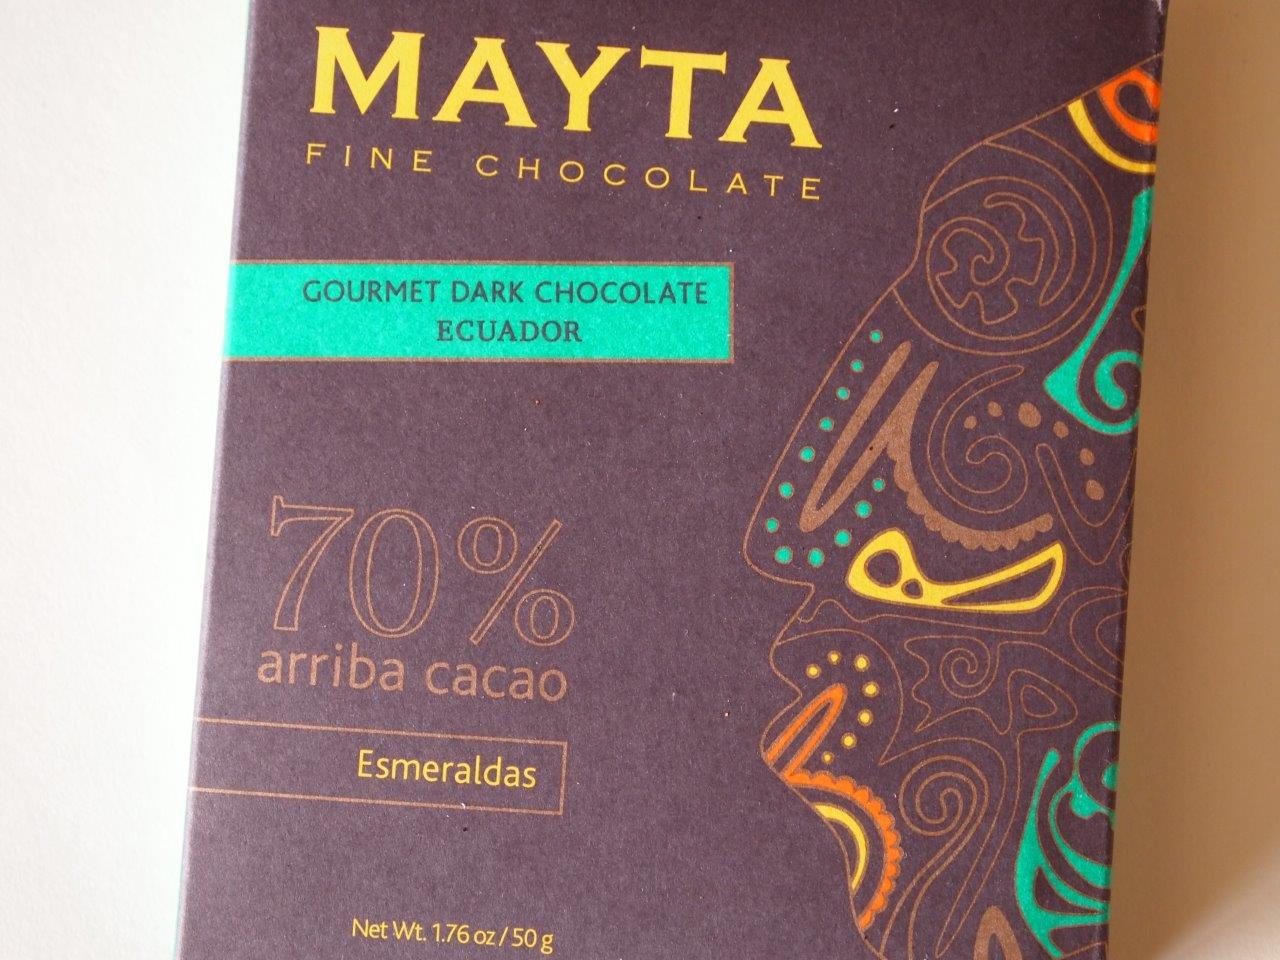 MAYTA
FINE CHOCOLATE
GOURMET DARK CHOCOLATE
ECUADOR
70%
arriba cacao
Esmeraldas
Net Wt. 1.76 oz / 50 g